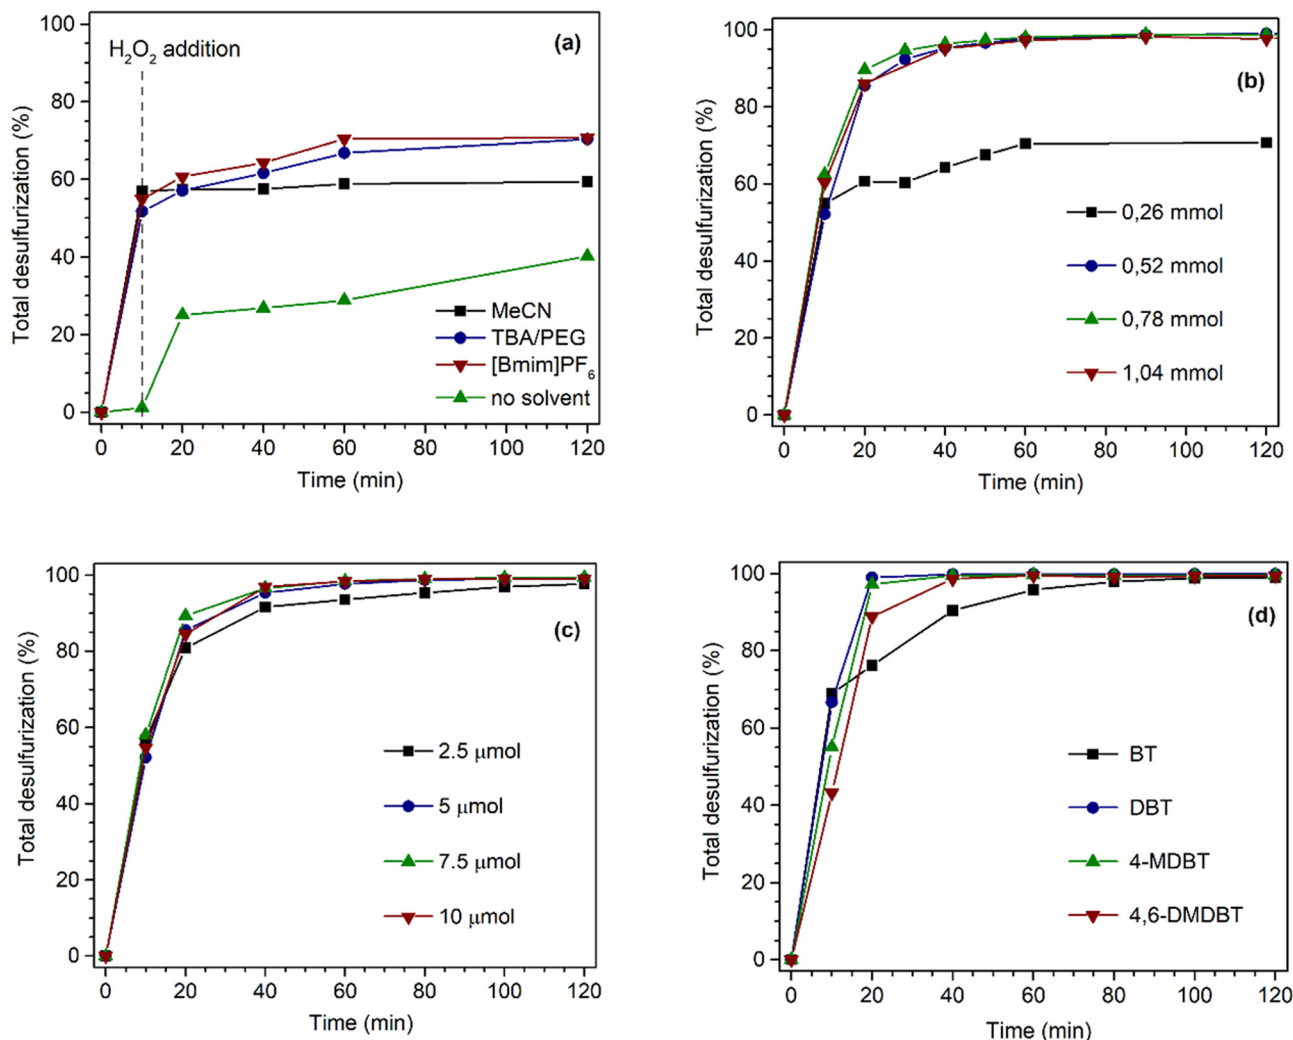 (a)
H₂O₂ addition
Total desulfurization (%)
100
80
60
40
20
0
MeCN
TBA/PEG
[Bmim]PF₆
no solvent
0 20 40 60 80 100 120
Time (min)
(b)
Total desulfurization (%)
100
80
60
40
20
0
0,26 mmol
0,52 mmol
0,78 mmol
1,04 mmol
0 20 40 60 80 100 120
Time (min)
(c)
Total desulfurization (%)
100
80
60
40
20
0
2.5 μmol
5 μmol
7.5 μmol
10 μmol
0 20 40 60 80 100 120
Time (min)
(d)
Total desulfurization (%)
100
80
60
40
20
0
BT
DBT
4-MDBT
4,6-DMDBT
0 20 40 60 80 100 120
Time (min)